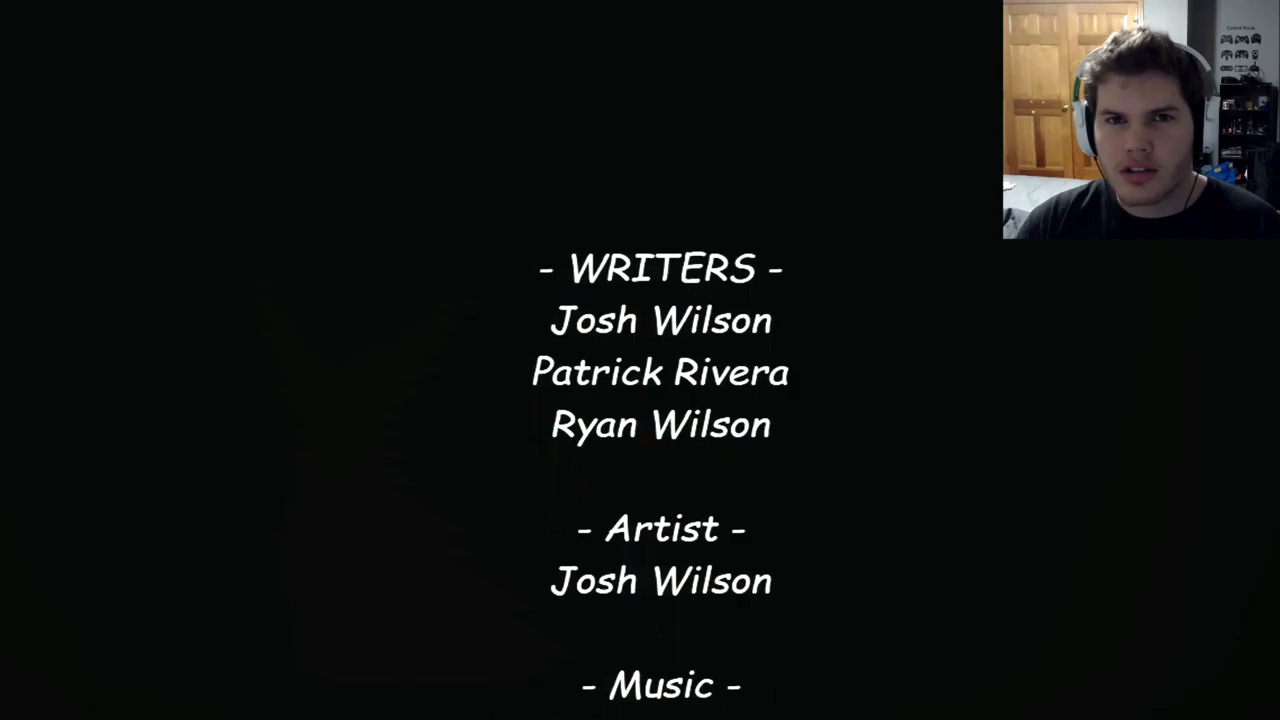 - WRITERS -
Josh Wilson
Patrick Rivera
Ryan Wilson
- Artist -
Josh Wilson
- Music -